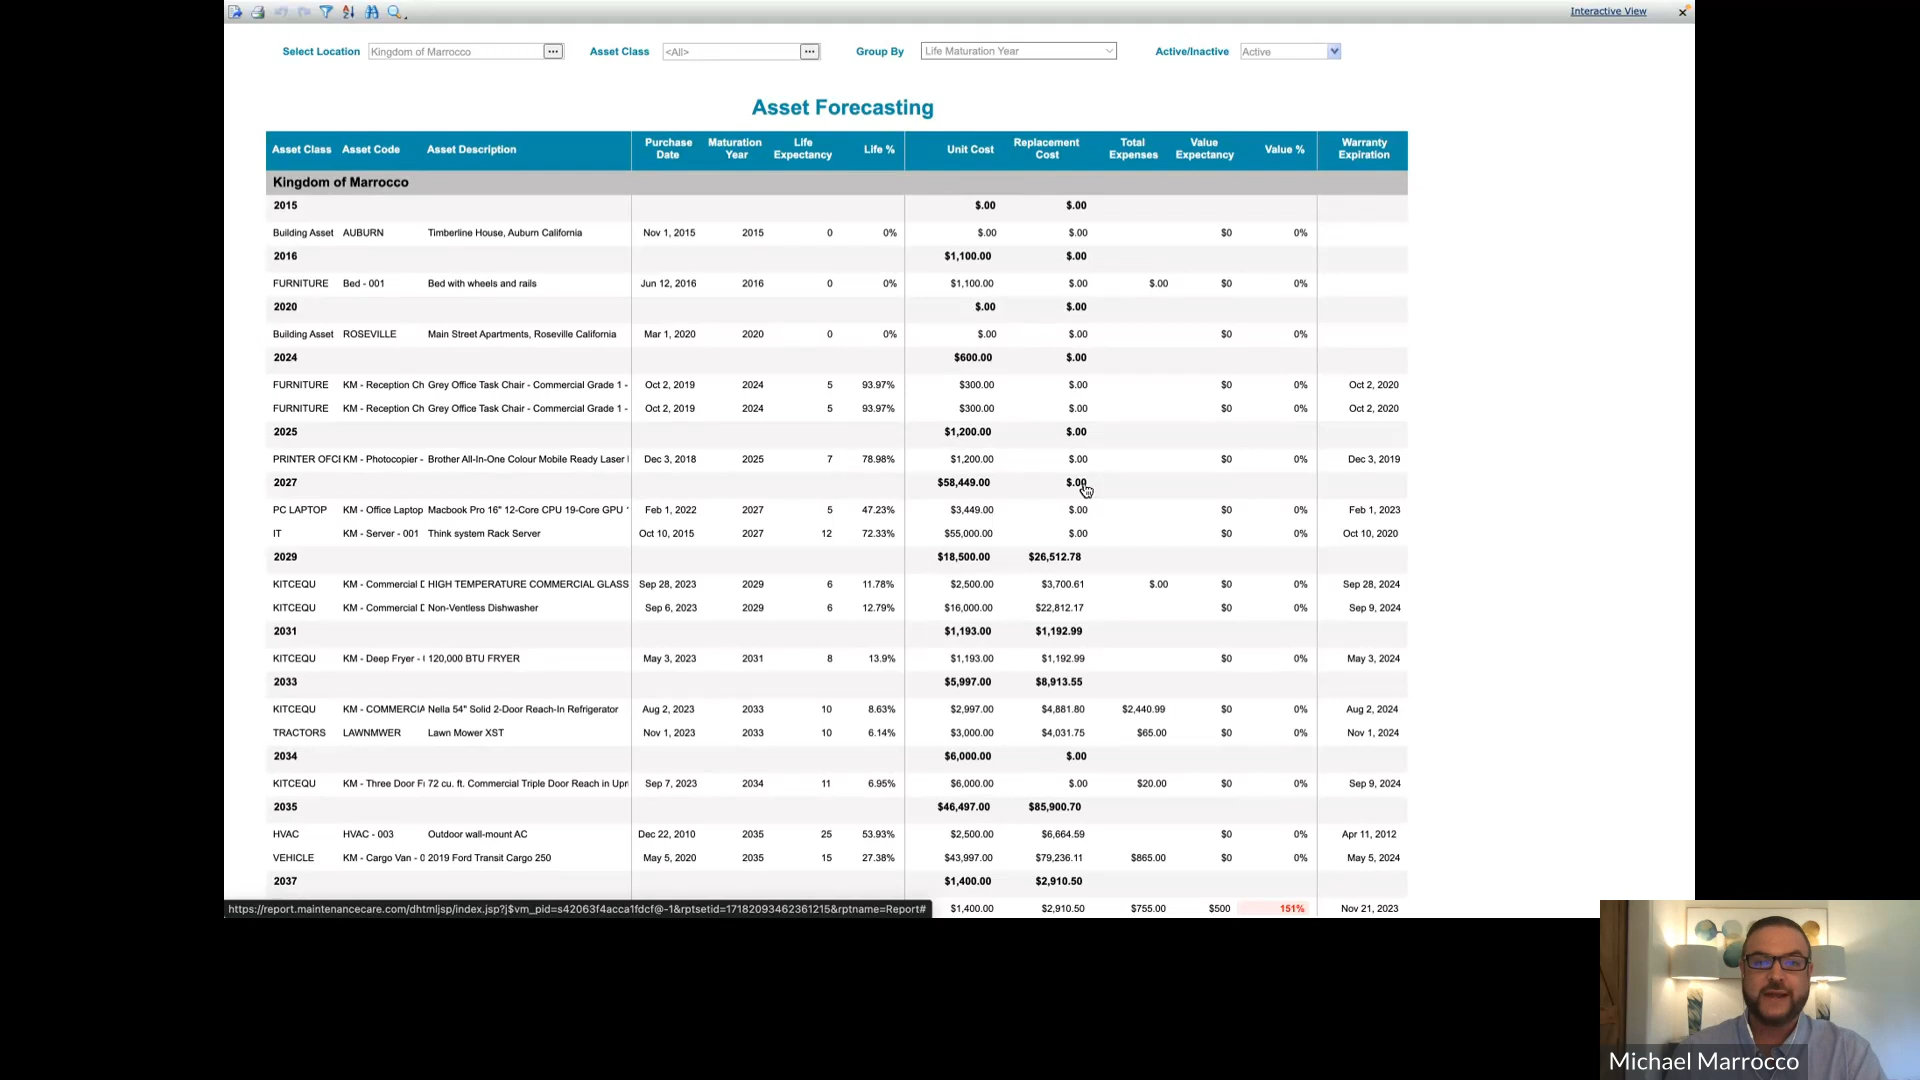 Interactive View
Select Location Kingdom of Marrocco ... Asset Class <All> ... Group By Life Maturation Year Active/Inactive Active
Asset Forecasting
Asset Class Asset Code Asset Description Purchase Date Maturation Year Life Expectancy Life % Unit Cost Replacement Cost Total Expenses Value Expectancy Value % Warranty Expiration
Kingdom of Marrocco
2015 $.00 $.00
Building Asset AUBURN Timberline House, Auburn California Nov 1, 2015 2015 0 0% $.00 $.00 $0 0%
2016 $1,100.00 $.00
FURNITURE Bed - 001 Bed with wheels and rails Jun 12, 2016 2016 0 0% $1,100.00 $.00 $.00 $0 0%
2020 $.00 $.00
Building Asset ROSEVILLE Main Street Apartments, Roseville California Mar 1, 2020 2020 0 0% $.00 $.00 $0 0%
2024 $600.00 $.00
FURNITURE KM - Reception Ch Grey Office Task Chair - Commercial Grade 1 - Oct 2, 2019 2024 5 93.97% $300.00 $.00 $0 0% Oct 2, 2020
FURNITURE KM - Reception Ch Grey Office Task Chair - Commercial Grade 1 - Oct 2, 2019 2024 5 93.97% $300.00 $.00 $0 0% Oct 2, 2020
2025 $1,200.00 $.00
PRINTER OFCI KM - Photocopier - Brother All-In-One Colour Mobile Ready Laser Dec 3, 2018 2025 7 78.98% $1,200.00 $.00 $0 0% Dec 3, 2019
2027 $58,449.00 $.00
PC LAPTOP KM - Office Laptop Macbook Pro 16" 12-Core CPU 19-Core GPU Feb 1, 2022 2027 5 47.23% $3,449.00 $.00 $0 0% Feb 1, 2023
IT KM - Server - 001 Think system Rack Server Oct 10, 2015 2027 12 72.33% $55,000.00 $.00 $0 0% Oct 10, 2020
2029 $18,500.00 $26,512.78
KITCEQU KM - Commercial HIGH TEMPERATURE COMMERCIAL GLASS Sep 28, 2023 2029 6 11.78% $2,500.00 $3,700.61 $.00 $0 0% Sep 28, 2024
KITCEQU KM - Commercial Non-Ventless Dishwasher Sep 6, 2023 2029 6 12.79% $16,000.00 $22,812.17 $0 0% Sep 9, 2024
2031 $1,193.00 $1,192.99
KITCEQU KM - Deep Fryer - 120,000 BTU FRYER May 3, 2023 2031 8 13.9% $1,193.00 $1,192.99 $0 0% May 3, 2024
2033 $5,997.00 $8,913.55
KITCEQU KM - COMMERCIA Nella 54" Solid 2-Door Reach-In Refrigerator Aug 2, 2023 2033 10 8.63% $2,997.00 $4,881.80 $2,440.99 $0 0% Aug 2, 2024
TRACTORS LAWNMWER Lawn Mower XST Nov 1, 2023 2033 10 6.14% $3,000.00 $4,031.75 $65.00 $0 0% Nov 1, 2024
2034 $6,000.00 $.00
KITCEQU KM - Three Door 72 cu. ft. Commercial Triple Door Reach in Upr Sep 7, 2023 2034 11 6.95% $6,000.00 $.00 $20.00 $0 0% Sep 9, 2024
2035 $46,497.00 $85,900.70
HVAC HVAC - 003 Outdoor wall-mount AC Dec 22, 2010 2035 25 53.93% $2,500.00 $6,664.59 $0 0% Apr 11, 2012
VEHICLE KM - Cargo Van - 0 2019 Ford Transit Cargo 250 May 5, 2020 2035 15 27.38% $43,997.00 $79,236.11 $865.00 $0 0% May 5, 2024
2037 $1,400.00 $2,910.50
https://report.maintenancecare.com/dhtmljsp/index.jsp?j$vm_pid=s42063f4acca1fdcf@-1&rptsetid=17182093462361215&rptname=Report# $1,400.00 $2,910.50 $755.00 $500 151% Nov 21, 2023
Michael Marrocco